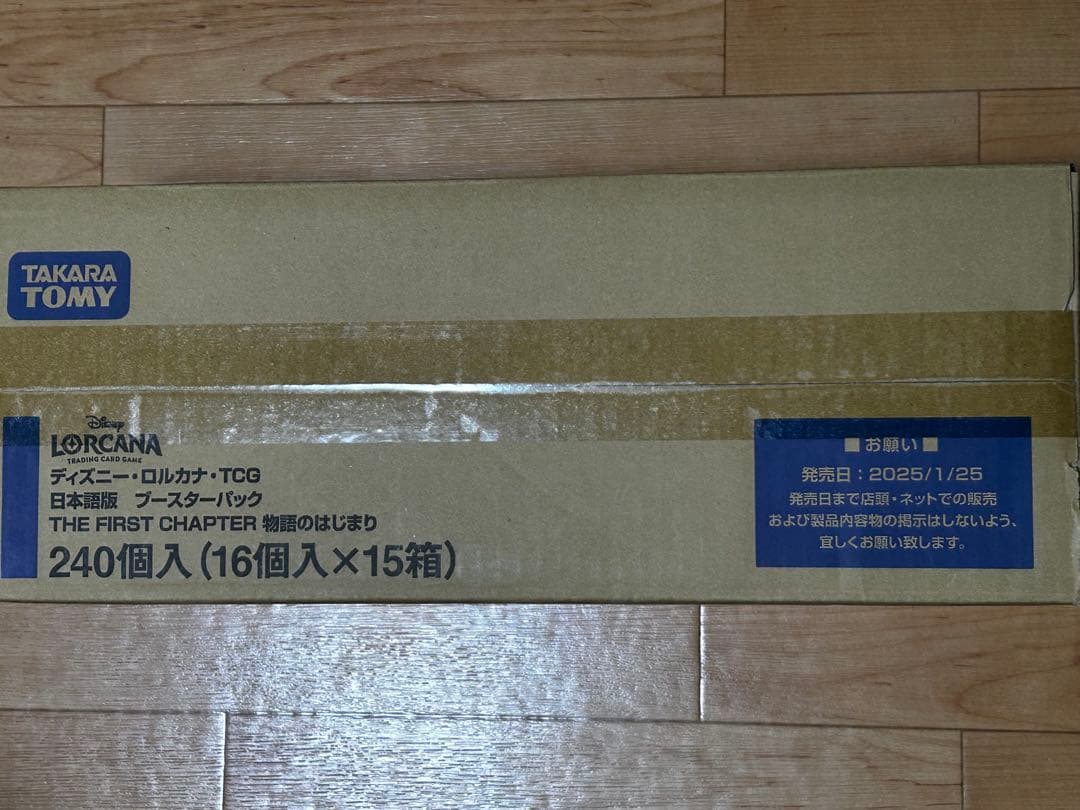 TAKARA
TOMY
Disney
LORCANA
TRADING CARD GAME
ディズニー・ロルカナ・TCG
日本語版 ブースターパック
THE FIRST CHAPTER 物語のはじまり
240個入(16個入×15箱)
■お願い■
発売日:2025/1/25
発売日まで店頭・ネットでの販売
および製品内容物の掲示はしないよう、
宜しくお願い致します。